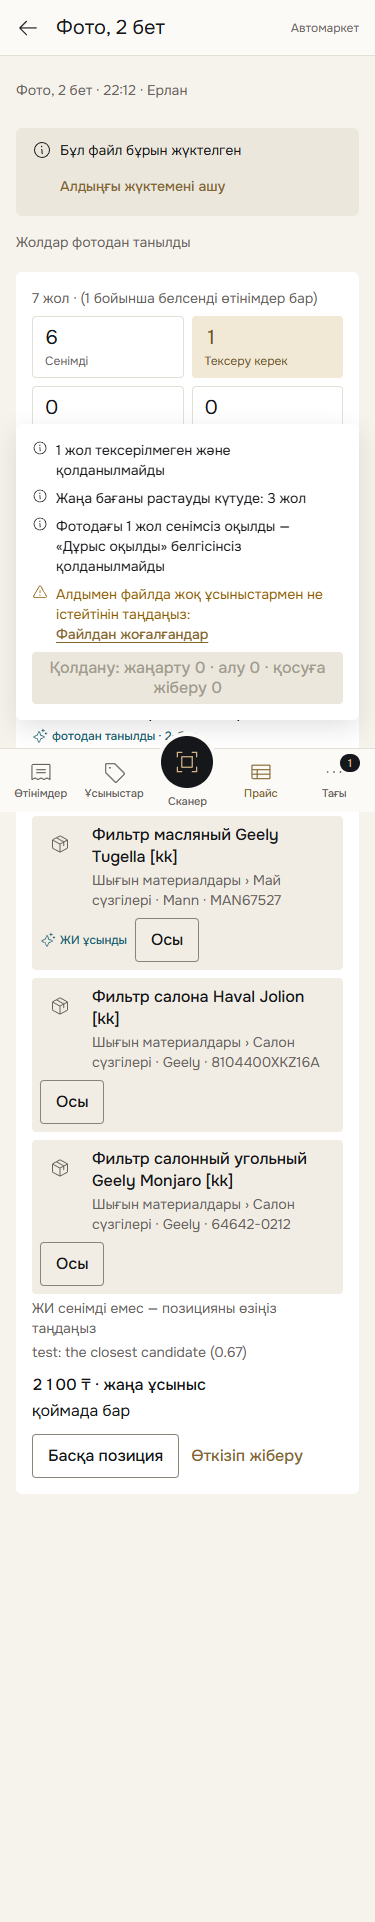 Фото, 2 бет
Автомаркет
Фото, 2 бет · 22:12 · Ерлан
Бұл файл бұрын жүктелген
Алдыңғы жүктемені ашу
Жолдар фотодан танылды
7 жол · (1 бойынша белсенді өтінімдер бар)
6
Сенімді
1
Тексеру керек
0
0
1 жол тексерілмеген және
қолданылмайды
Жаңа бағаны растауды күтуде: 3 жол
Фотодағы 1 жол сенімсіз оқылды —
«Дұрыс оқылды» белгісінсіз
қолданылмайды
Алдымен файлда жоқ ұсыныстармен не
істейтінін таңдаңыз:
Файлдан жоғалғандар
Қолдану: жаңарту 0 · алу 0 · қосуға
жіберу 0
фотодан танылды ·
Өтінімдер
Ұсыныстар
Сканер
Прайс
Тағы
1
Фильтр масляный Geely
Tugella [kk]
Шығын материалдары › Май
сүзгілері · Mann · MAN67527
ЖИ ұсынды
Осы
Фильтр салона Haval Jolion
[kk]
Шығын материалдары › Салон
сүзгілері · Geely · 8104400XKZ16A
Осы
Фильтр салонный угольный
Geely Monjaro [kk]
Шығын материалдары › Салон
сүзгілері · Geely · 64642-0212
Осы
ЖИ сенімді емес — позицияны өзіңіз
таңдаңыз
test: the closest candidate (0.67)
2 100 ₸ · жаңа ұсыныс
қоймада бар
Басқа позиция
Өткізіп жіберу